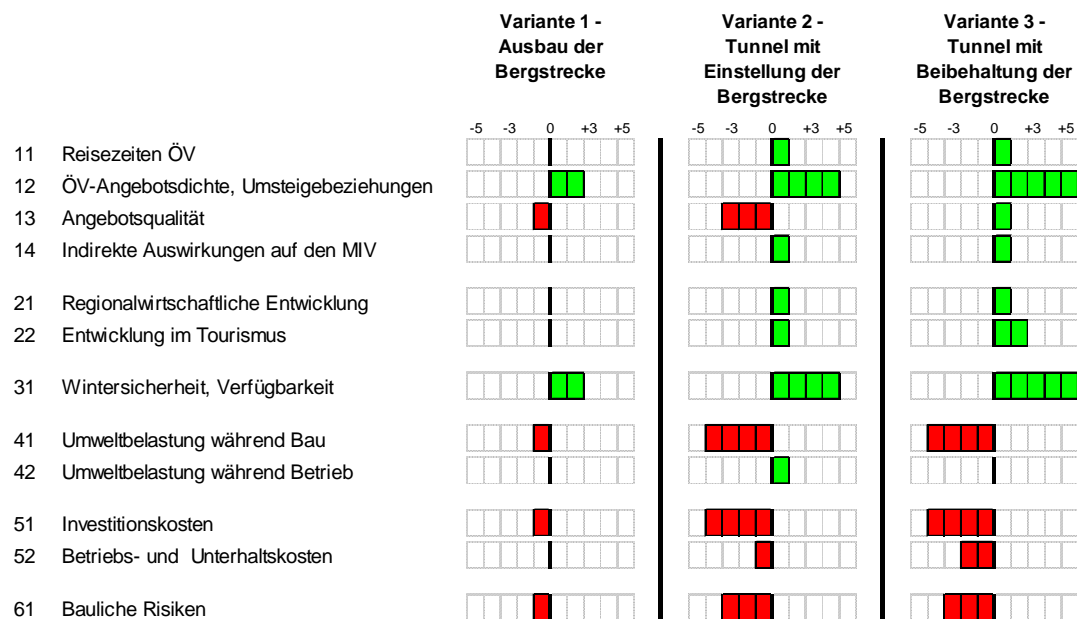 Variante 1 -
Ausbau der
Bergstrecke
Variante 2 -
Tunnel mit
Einstellung der
Bergstrecke
Variante 3 -
Tunnel mit
Beibehaltung der
Bergstrecke
-5 -3 0 +3 +5
-5 -3 0 +3 +5
-5 -3 0 +3 +5
11 Reisezeiten ÖV
12 ÖV-Angebotsdichte, Umsteigebeziehungen
13 Angebotsqualität
14 Indirekte Auswirkungen auf den MIV
21 Regionalwirtschaftliche Entwicklung
22 Entwicklung im Tourismus
31 Wintersicherheit, Verfügbarkeit
41 Umweltbelastung während Bau
42 Umweltbelastung während Betrieb
51 Investitionskosten
52 Betriebs- und Unterhaltskosten
61 Bauliche Risiken